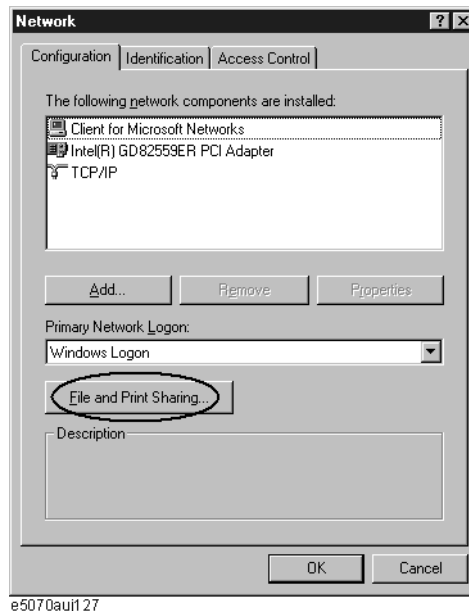 Network
Configuration Identification Access Control
The following network components are installed:
Client for Microsoft Networks
Intel(R) GD82559ER PCI Adapter
TCP/IP
Add... Remove Properties
Primary Network Logon:
Windows Logon
File and Print Sharing...
Description
OK Cancel
e5070auj127